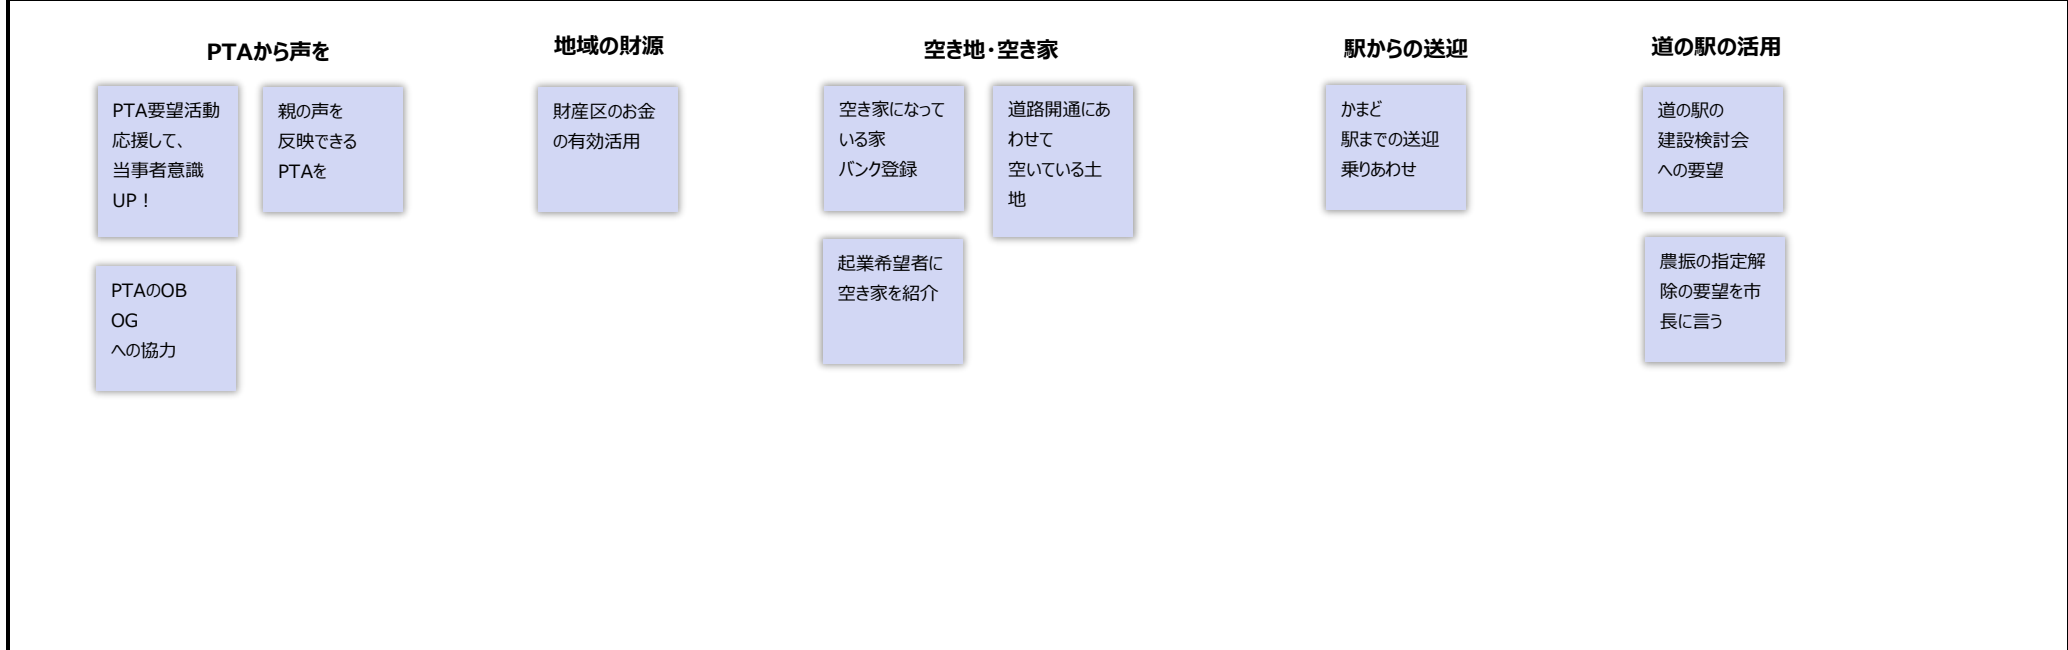 PTAから声を
PTA要望活動
応援して、
当事者意識
UP！
親の声を
反映できる
PTAを
PTAのOB
OG
への協力
地域の財源
財産区のお金
の有効活用
空き地・空き家
空き家になって
いる家
バンク登録
道路開通にあ
わせて
空いている土
地
起業希望者に
空き家を紹介
駅からの送迎
かまど
駅までの送迎
乗りあわせ
道の駅の活用
道の駅の
建設検討会
への要望
農振の指定解
除の要望を市
長に言う